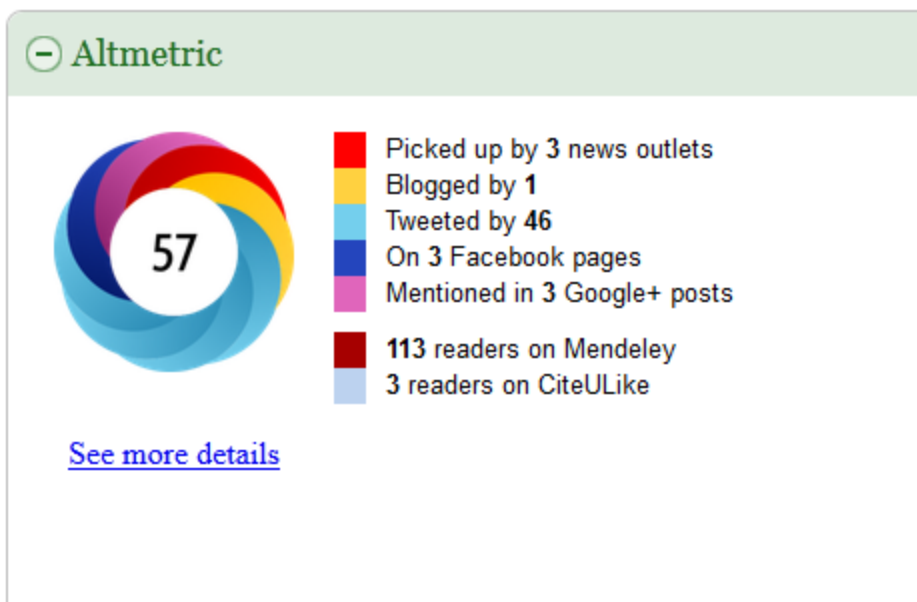 Altmetric
57
Picked up by 3 news outlets
Blogged by 1
Tweeted by 46
On 3 Facebook pages
Mentioned in 3 Google+ posts
113 readers on Mendeley
3 readers on CiteULike
See more details